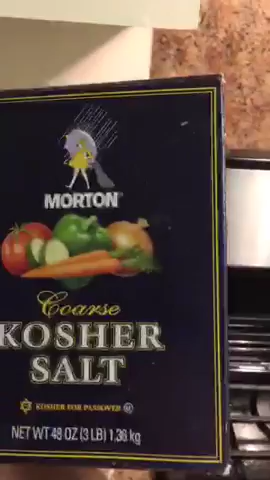 MORTON
Coarse
KOSHER
SALT
KOSHER FOR PASSOVER
NET WT 48 OZ (3 LB) 1.36 kg